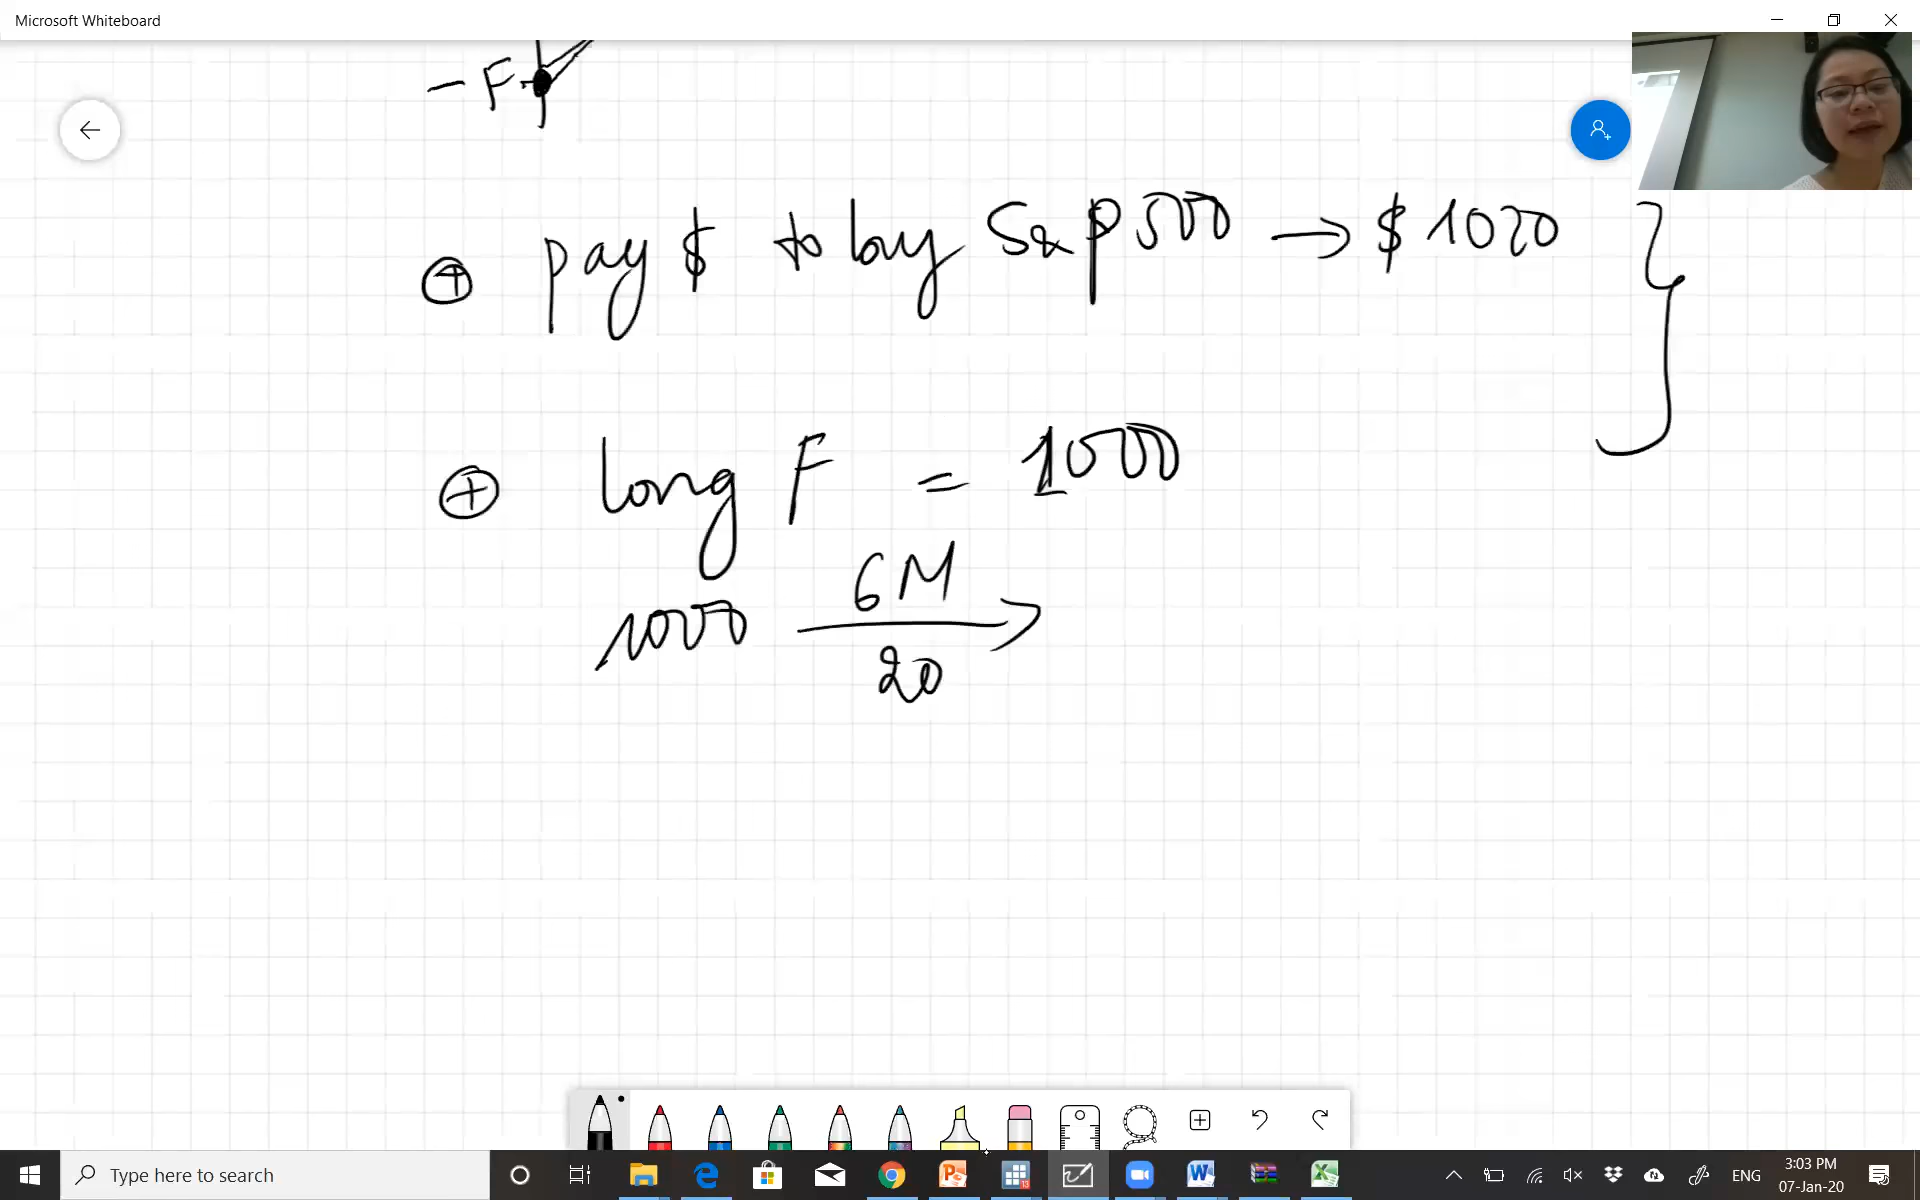 Microsoft Whiteboard
- F
⊕ pay $ to buy S&P500 → $1020
⊕ long F = 1000
6M
1000 →
20
Type here to search
ENG
3:03 PM
07-Jan-20